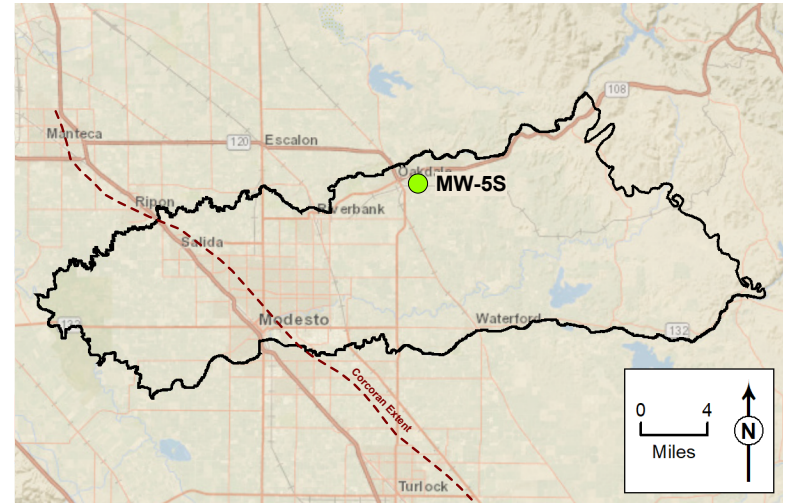 108
Manteca
120
Escalon
Oakdale
MW-5S
Ripon
Riverbank
Salida
132
Modesto
Waterford
132
Corcoran Extent
0 4
Miles
N
Turlock